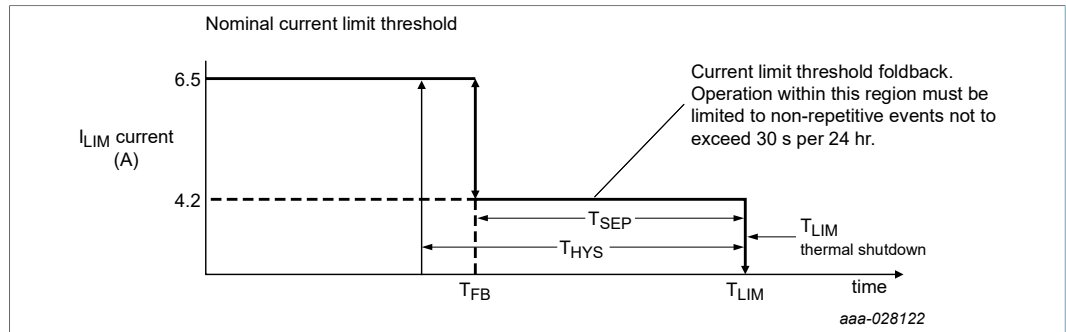 Nominal current limit threshold
6.5
Current limit threshold foldback.
Operation within this region must be
limited to non-repetitive events not to
exceed 30 s per 24 hr.
ILIM current
(A)
4.2
TSEP
THYS
TLIM
thermal shutdown
TFB
TLIM
time
aaa-028122